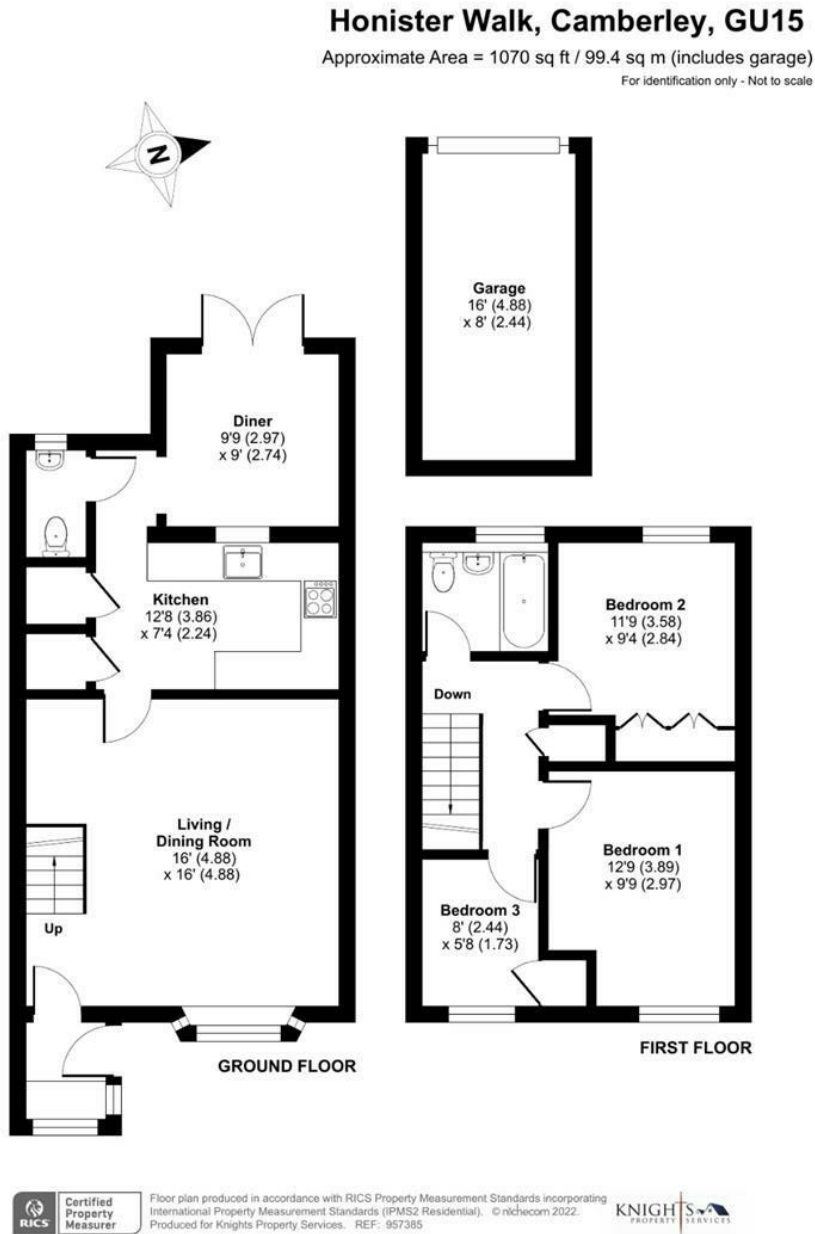 Honister Walk, Camberley, GU15
Approximate Area = 1070 sq ft / 99.4 sq m (includes garage)
For identification only - Not to scale
N
Garage
16' (4.88)
x 8' (2.44)
Diner
9'9 (2.97)
x 9' (2.74)
Kitchen
12'8 (3.86)
x 7'4 (2.24)
Living /
Dining Room
16' (4.88)
x 16' (4.88)
Up
GROUND FLOOR
Bedroom 2
11'9 (3.58)
x 9'4 (2.84)
Down
Bedroom 1
12'9 (3.89)
x 9'9 (2.97)
Bedroom 3
8' (2.44)
x 5'8 (1.73)
FIRST FLOOR
RICS
Certified
Property
Measurer
Floor plan produced in accordance with RICS Property Measurement Standards incorporating
International Property Measurement Standards (IPMS2 Residential). © nichecom 2022.
Produced for Knights Property Services. REF: 957385
KNIGHTS
PROPERTY SERVICES